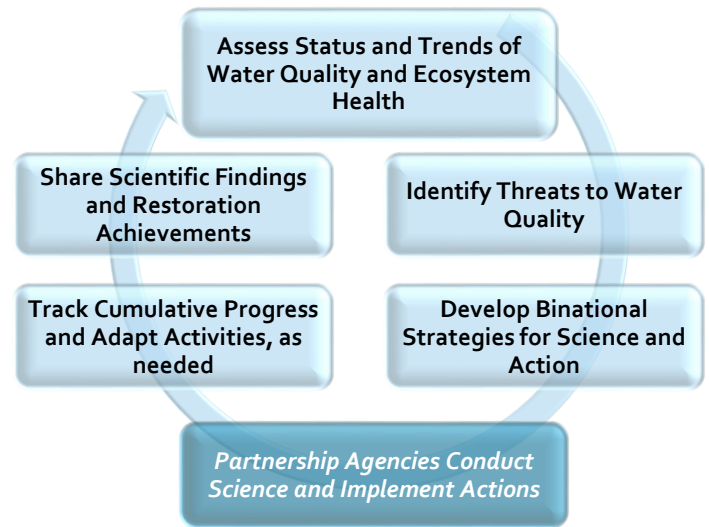 Assess Status and Trends of
Water Quality and Ecosystem
Health
Identify Threats to Water
Quality
Develop Binational
Strategies for Science and
Action
Partnership Agencies Conduct
Science and Implement Actions
Track Cumulative Progress
and Adapt Activities, as
needed
Share Scientific Findings
and Restoration
Achievements